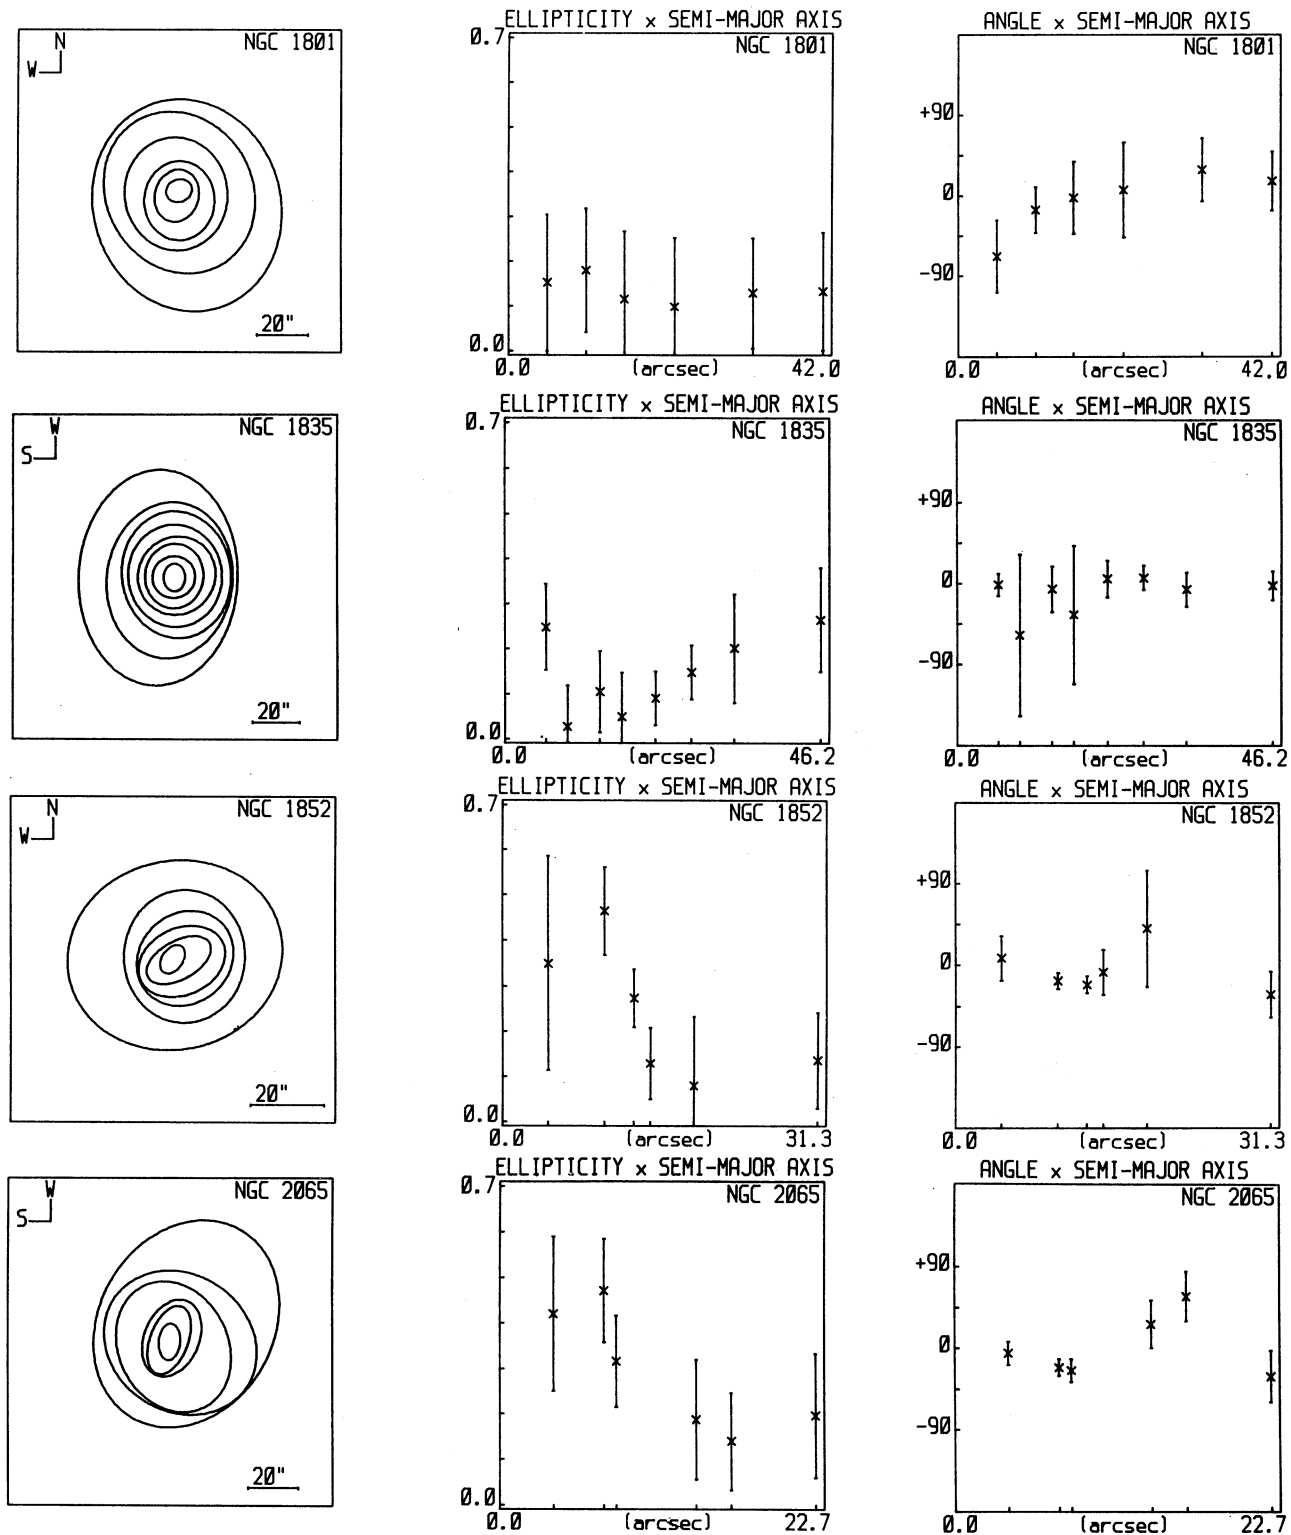 N
W
NGC 1801
20"
ELLIPTICITY x SEMI-MAJOR AXIS
0.7
NGC 1801
0.0
0.0 (arcsec) 42.0
ANGLE x SEMI-MAJOR AXIS
NGC 1801
+90
0
-90
0.0 (arcsec) 42.0
W
S
NGC 1835
20"
ELLIPTICITY x SEMI-MAJOR AXIS
0.7
NGC 1835
0.0
0.0 (arcsec) 46.2
ANGLE x SEMI-MAJOR AXIS
NGC 1835
+90
0
-90
0.0 (arcsec) 46.2
N
W
NGC 1852
20"
ELLIPTICITY x SEMI-MAJOR AXIS
0.7
NGC 1852
0.0
0.0 (arcsec) 31.3
ANGLE x SEMI-MAJOR AXIS
NGC 1852
+90
0
-90
0.0 (arcsec) 31.3
W
S
NGC 2065
20"
ELLIPTICITY x SEMI-MAJOR AXIS
0.7
NGC 2065
0.0
0.0 (arcsec) 22.7
ANGLE x SEMI-MAJOR AXIS
NGC 2065
+90
0
-90
0.0 (arcsec) 22.7